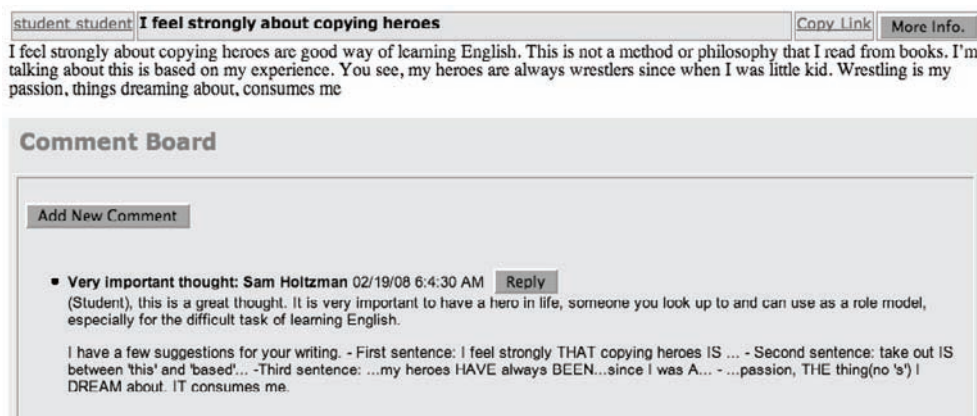 student student I feel strongly about copying heroes Copy Link More Info.
I feel strongly about copying heroes are good way of learning English. This is not a method or philosophy that I read from books. I'm
talking about this is based on my experience. You see, my heroes are always wrestlers since when I was little kid. Wrestling is my
passion, things dreaming about, consumes me
Comment Board
Add New Comment
Very important thought: Sam Holtzman 02/19/08 6:4:30 AM Reply
(Student), this is a great thought. It is very important to have a hero in life, someone you look up to and can use as a role model,
especially for the difficult task of learning English.
I have a few suggestions for your writing. - First sentence: I feel strongly THAT copying heroes IS ... - Second sentence: take out IS
between 'this' and 'based'... -Third sentence: ...my heroes HAVE always BEEN...since I was A... - ...passion, THE thing(no 's') I
DREAM about, IT consumes me.